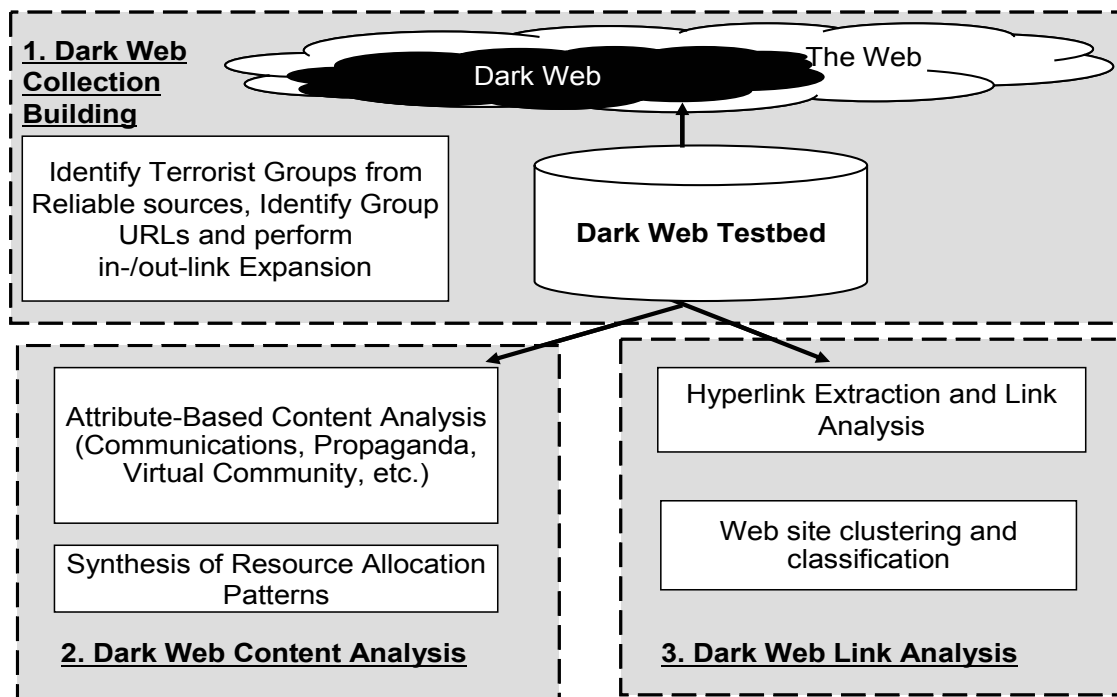 1. Dark Web
Collection
Building
The Web
Dark Web
Identify Terrorist Groups from
Reliable sources, Identify Group
URLs and perform
in-/out-link Expansion
Dark Web Testbed
Attribute-Based Content Analysis
(Communications, Propaganda,
Virtual Community, etc.)
Synthesis of Resource Allocation
Patterns
2. Dark Web Content Analysis
Hyperlink Extraction and Link
Analysis
Web site clustering and
classification
3. Dark Web Link Analysis